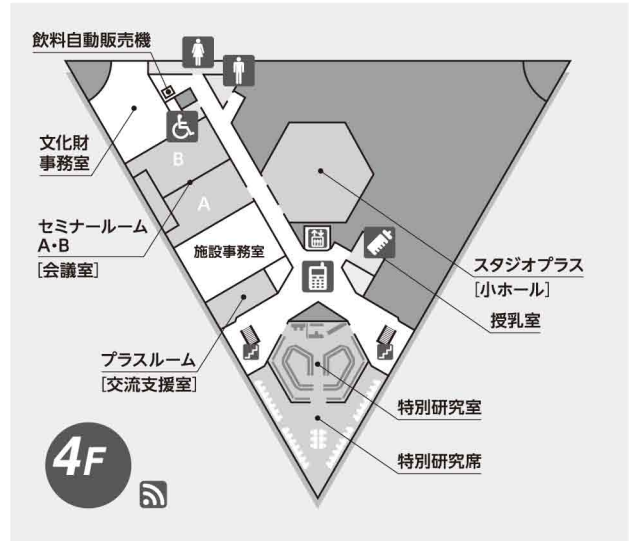 飲料自動販売機
文化財
事務室
B
A
セミナールーム
A・B
[会議室]
施設事務室
スタジオプラス
[小ホール]
授乳室
プラスルーム
[交流支援室]
特別研究室
特別研究席
4F